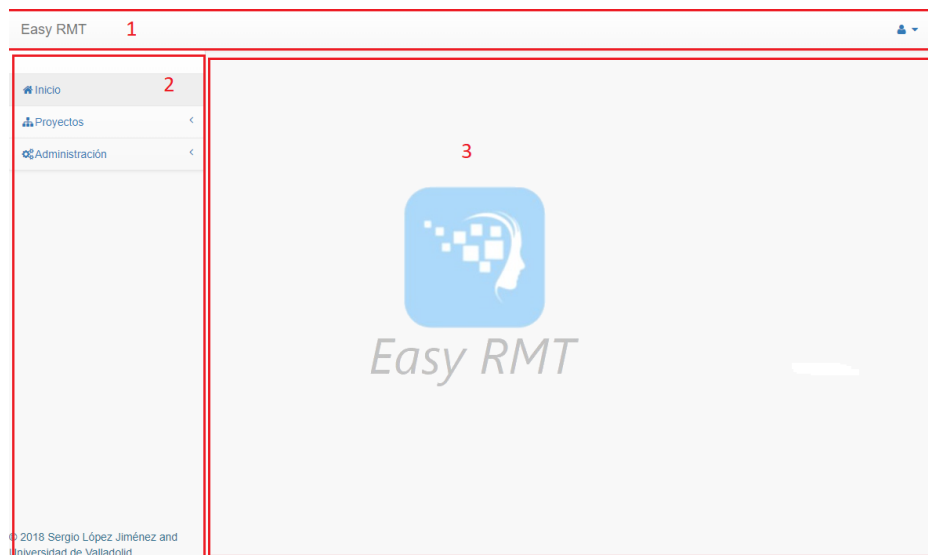 Easy RMT
1
2
Inicio
Proyectos
Administración
3
Easy RMT
© 2018 Sergio López Jiménez and
Universidad de Valladolid